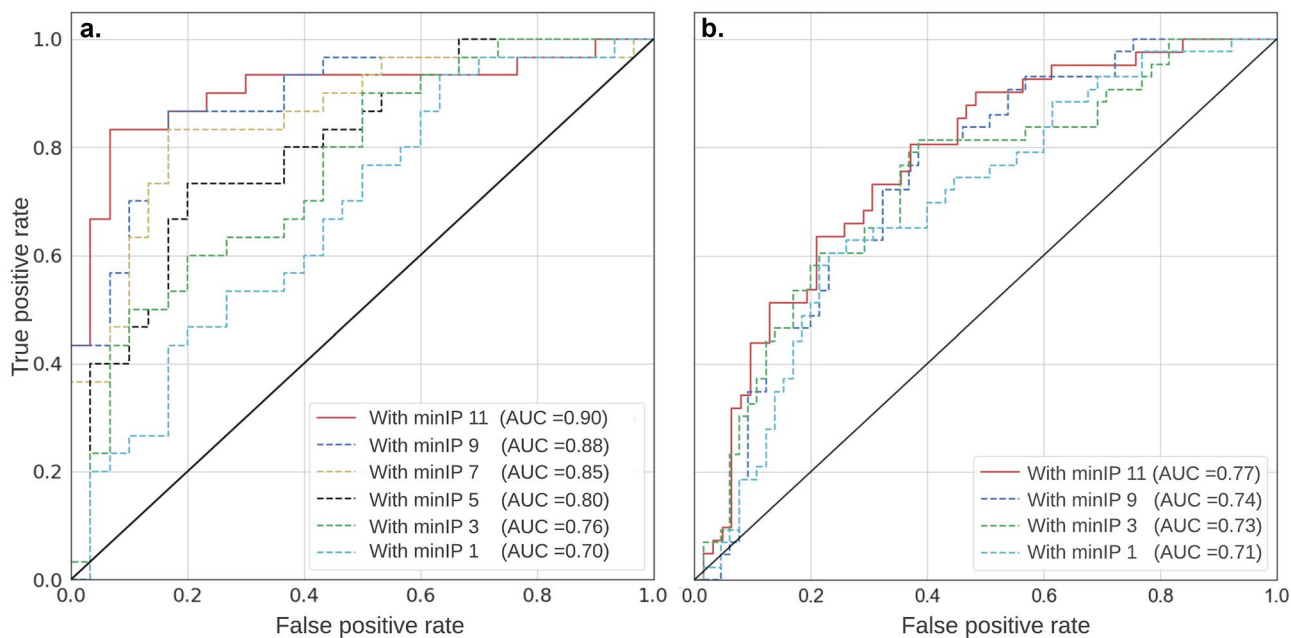 a.
True positive rate
1.0
0.8
0.6
0.4
0.2
0.0
With minIP 11 (AUC =0.90)
With minIP 9 (AUC =0.88)
With minIP 7 (AUC =0.85)
With minIP 5 (AUC =0.80)
With minIP 3 (AUC =0.76)
With minIP 1 (AUC =0.70)
0.0 0.2 0.4 0.6 0.8 1.0
False positive rate
b.
With minIP 11 (AUC =0.77)
With minIP 9 (AUC =0.74)
With minIP 3 (AUC =0.73)
With minIP 1 (AUC =0.71)
0.0 0.2 0.4 0.6 0.8 1.0
False positive rate